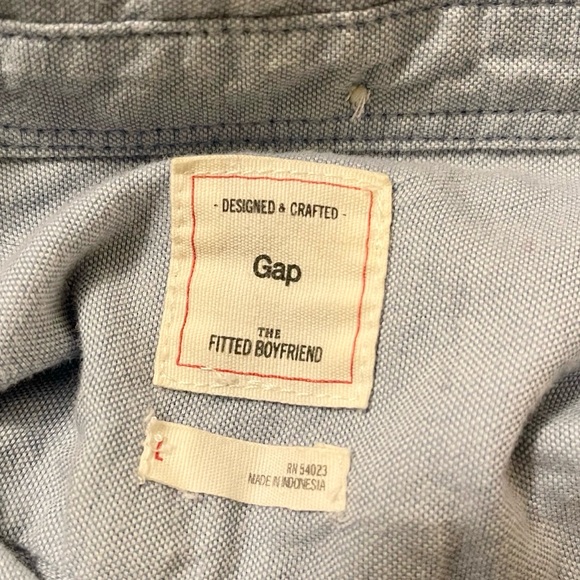 - DESIGNED & CRAFTED -
Gap
THE
FITTED BOYFRIEND
L
RN 54023
MADE IN INDONESIA